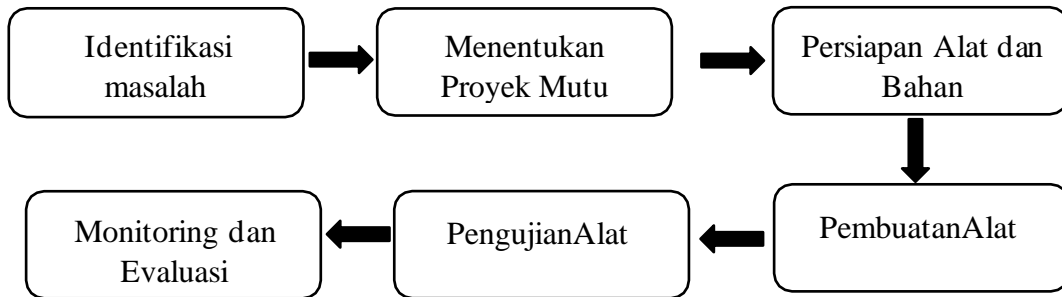 Identifikasi
masalah
Menentukan
Proyek Mutu
Persiapan Alat dan
Bahan
PembuatanAlat
PengujianAlat
Monitoring dan
Evaluasi